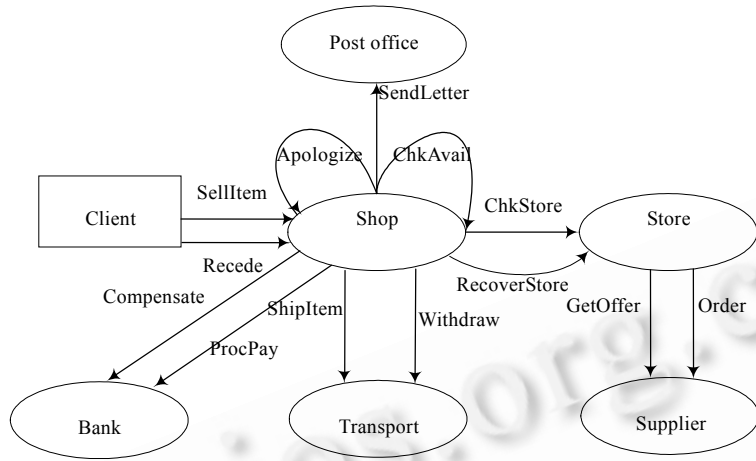 Post office
SendLetter
Apologize
ChkAvail
SellItem
Client
Shop
ChkStore
Store
Recede
Compensate
ShipItem
RecoverStore
GetOffer
Order
Withdraw
ProcPay
Bank
Transport
Supplier